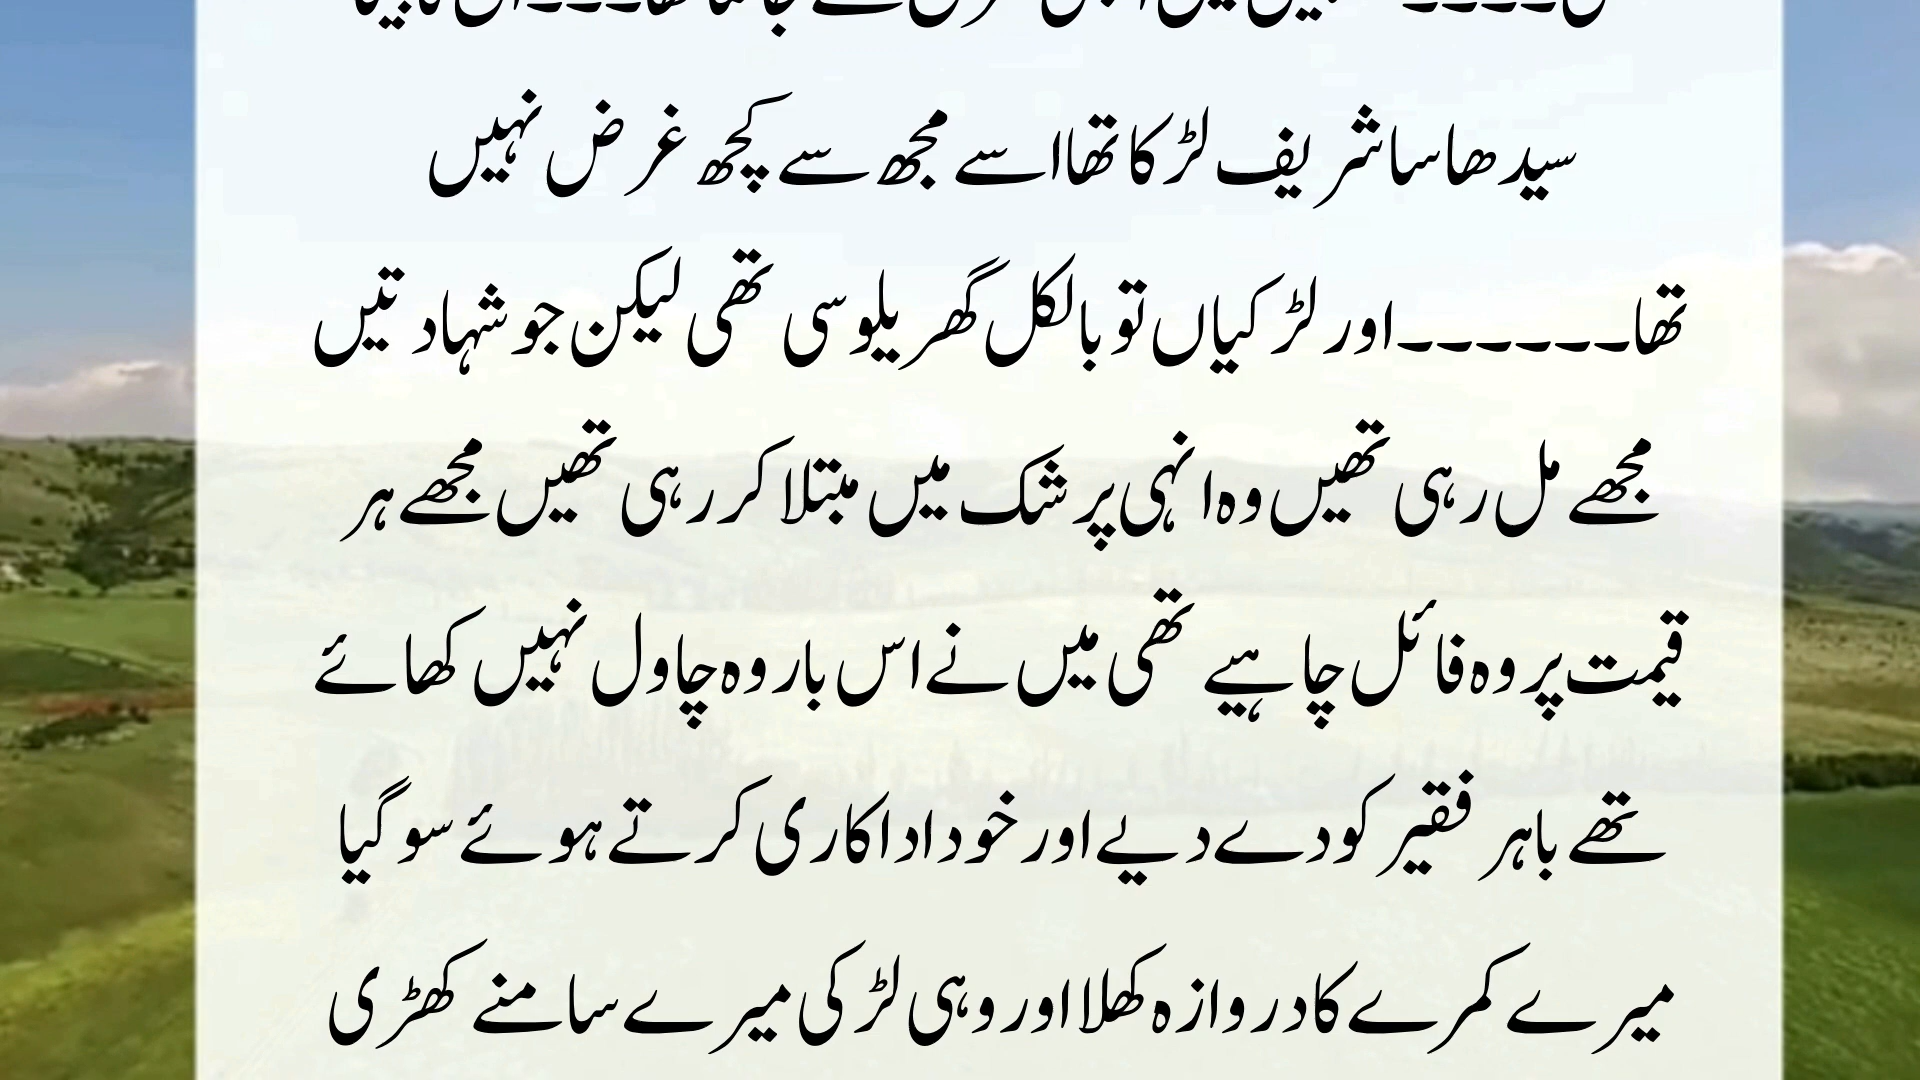 سیدھا سا شریف لڑکا تھا اسے مجھ سے کچھ غرض نہیں
تھا۔۔۔۔۔۔اور لڑکیاں تو بالکل گھریلو سی تھی لیکن جو شہادتیں
مجھے مل رہی تھیں وہ انہی پر شک میں مبتلا کر رہی تھیں مجھے ہر
قیمت پر وہ فائل چاہیے تھی میں نے اس بار وہ چاول نہیں کھائے
تھے باہر فقیر کو دے دیے اور خود اداکاری کرتے ہوئے سو گیا
میرے کمرے کا دروازہ کھلا اور وہی لڑکی میرے سامنے کھڑی